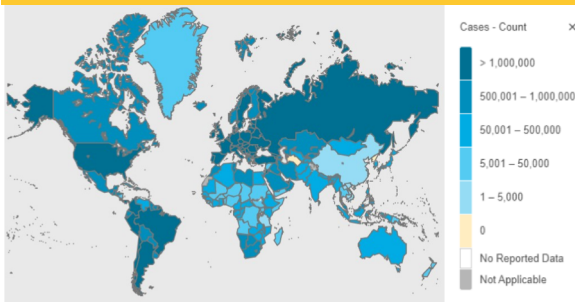 Cases - Count ×
> 1,000,000
500,001 – 1,000,000
50,001 – 500,000
5,001 – 50,000
1 – 5,000
0
No Reported Data
Not Applicable